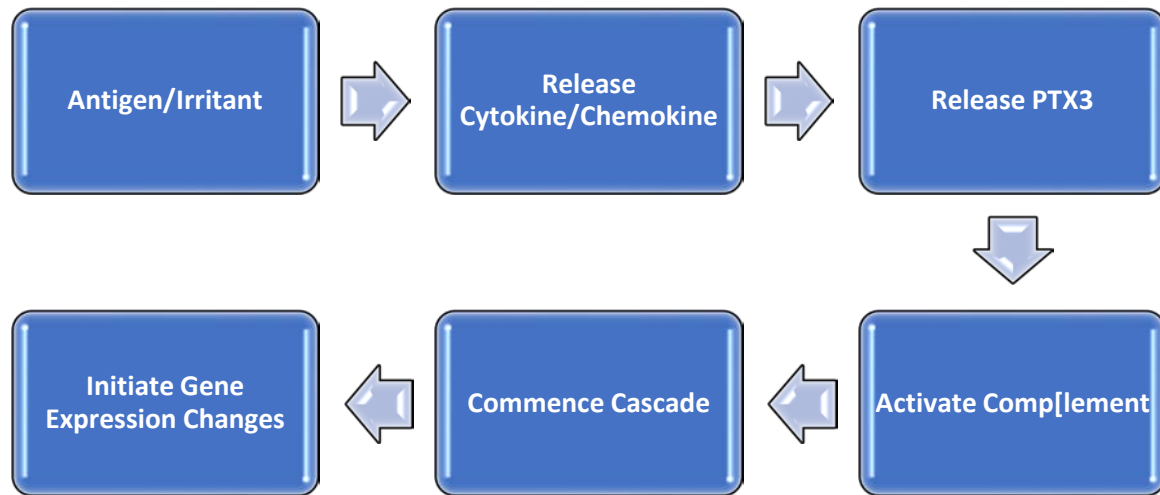 Antigen/Irritant
Release
Cytokine/Chemokine
Release PTX3
Activate Comp[lement
Commence Cascade
Initiate Gene
Expression Changes